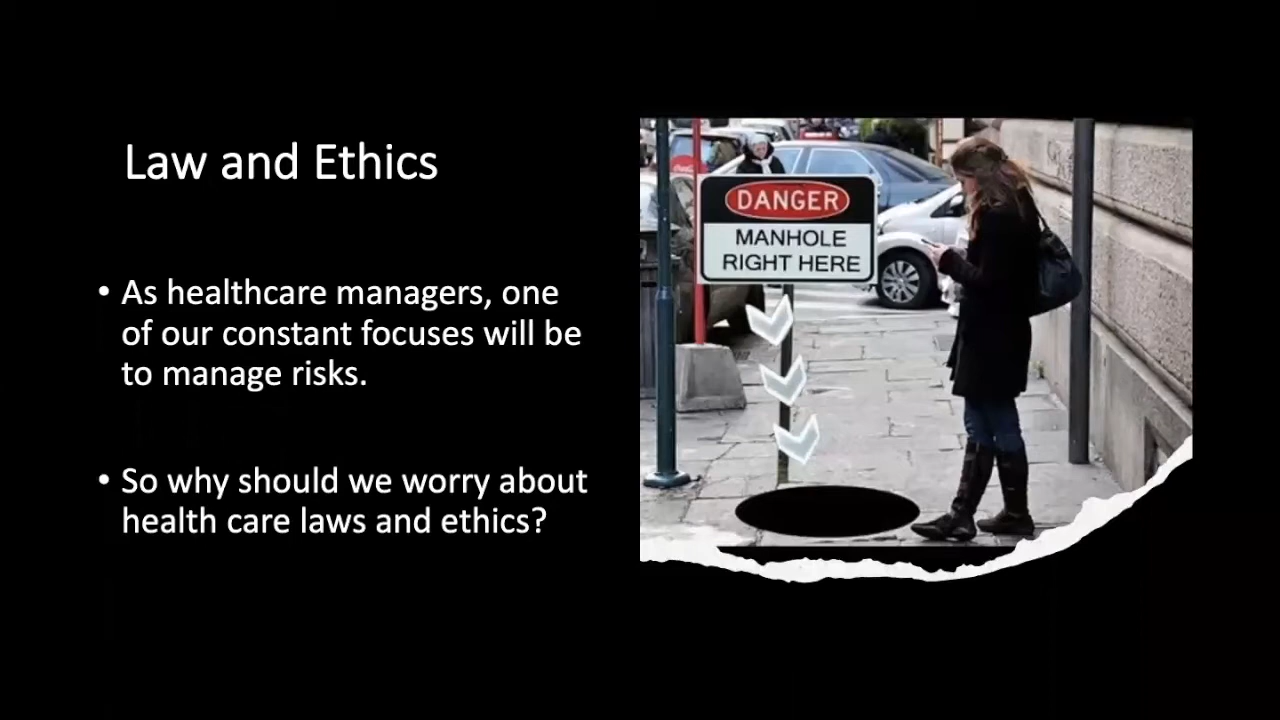 Law and Ethics
• As healthcare managers, one
of our constant focuses will be
to manage risks.
• So why should we worry about
health care laws and ethics?
DANGER
MANHOLE
RIGHT HERE